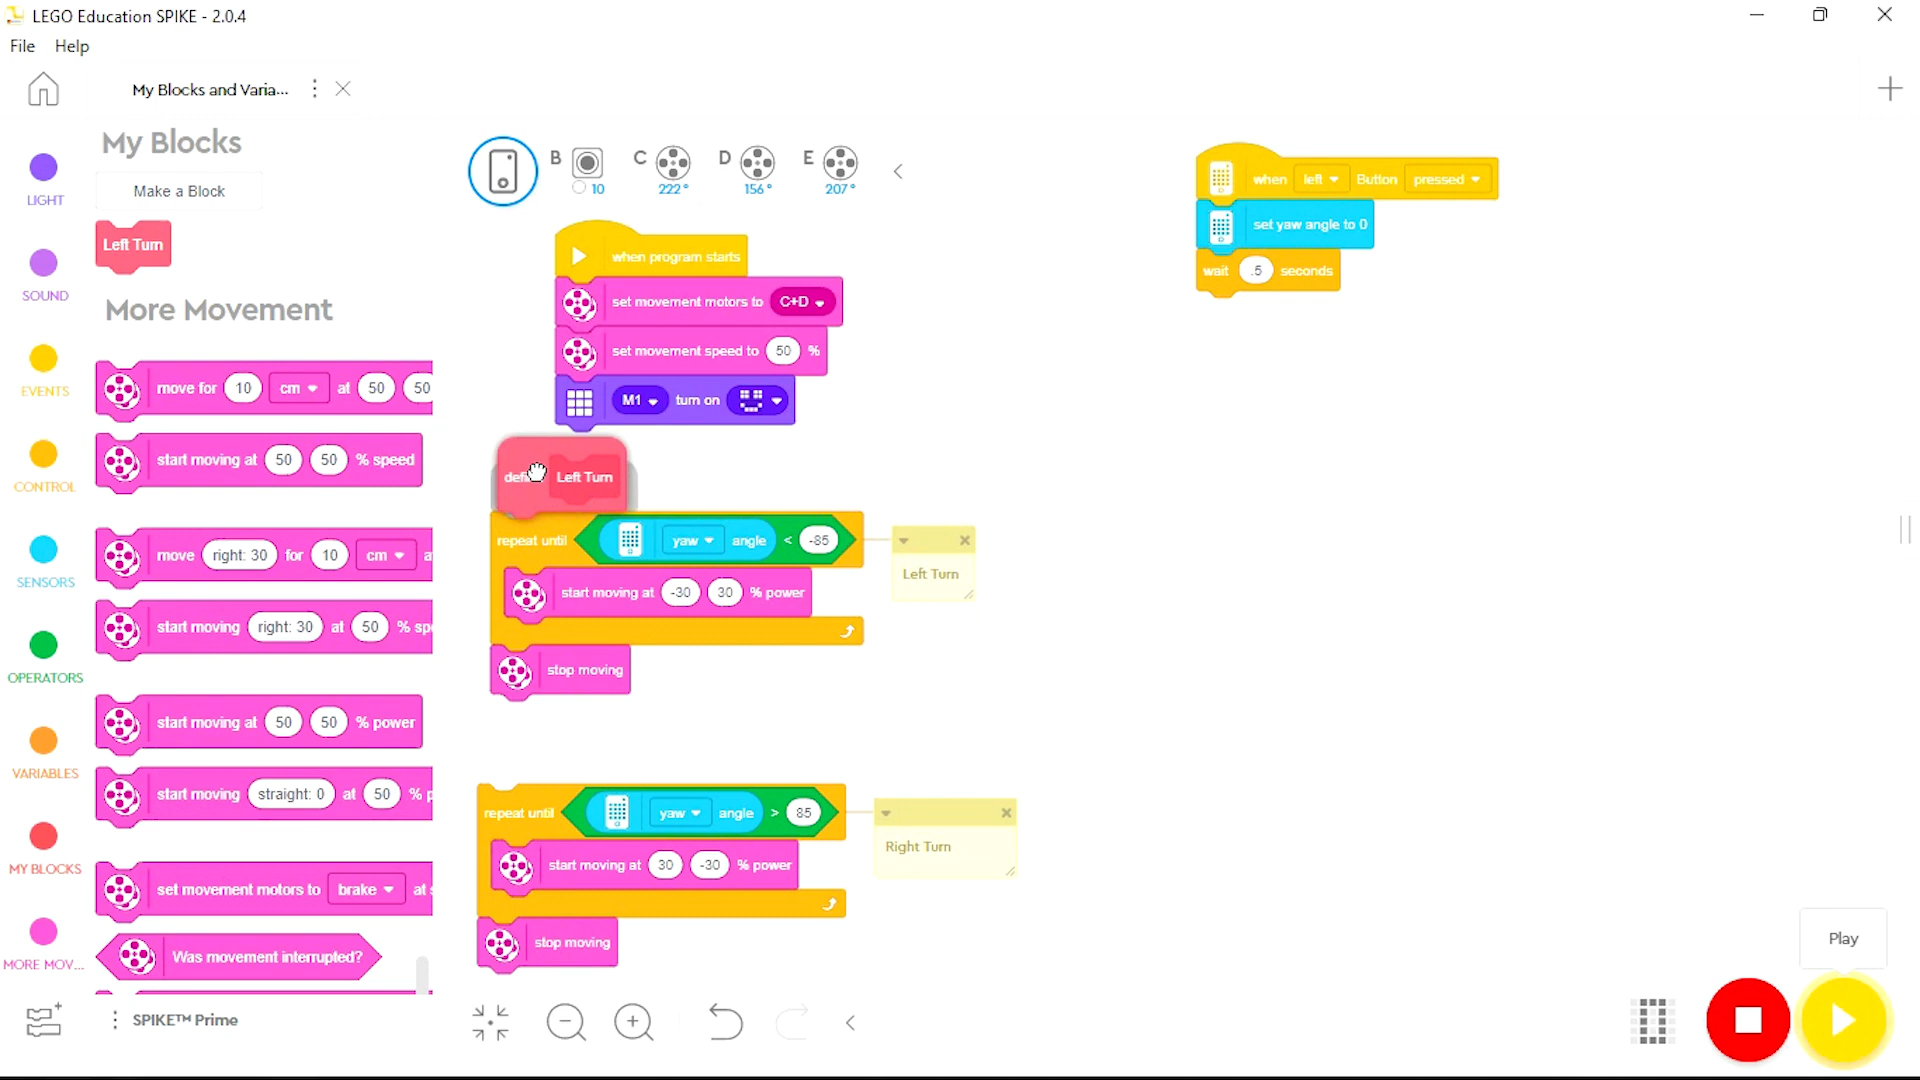 LEGO Education SPIKE - 2.0.4
File Help
My Blocks and Varia...
My Blocks
Make a Block
Left Turn
More Movement
move for 10 cm at 50 50
start moving at 50 50 % speed
move right: 30 for 10 cm a
start moving right: 30 at 50 % sp
start moving at 50 50 % power
start moving straight: 0 at 50 % p
set movement motors to brake at s
Was movement interrupted?
LIGHT
SOUND
EVENTS
CONTROL
SENSORS
OPERATORS
VARIABLES
MY BLOCKS
MORE MOV...
SPIKE™ Prime
B 10
C 222°
D 156°
E 207°
when program starts
set movement motors to C+D
set movement speed to 50 %
M1 turn on
Left Turn
repeat until yaw angle < -85
start moving at -30 30 % power
stop moving
Left Turn
repeat until yaw angle > 85
start moving at 30 -30 % power
stop moving
Right Turn
when left Button pressed
set yaw angle to 0
wait .5 seconds
Play